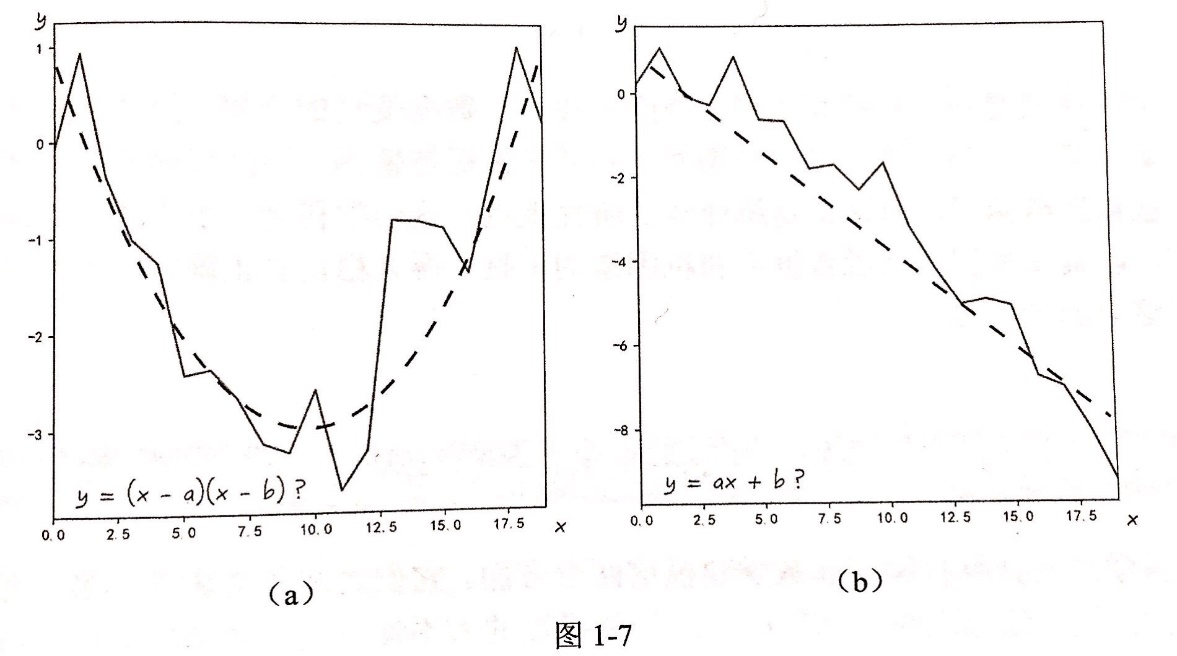 y
1
0
-1
-2
-3
y = (x - a)(x - b) ?
0.0 2.5 5.0 7.5 10.0 12.5 15.0 17.5 x
(a)
y
0
-2
-4
-6
-8
y = ax + b ?
0.0 2.5 5.0 7.5 10.0 12.5 15.0 17.5 x
(b)
图 1-7